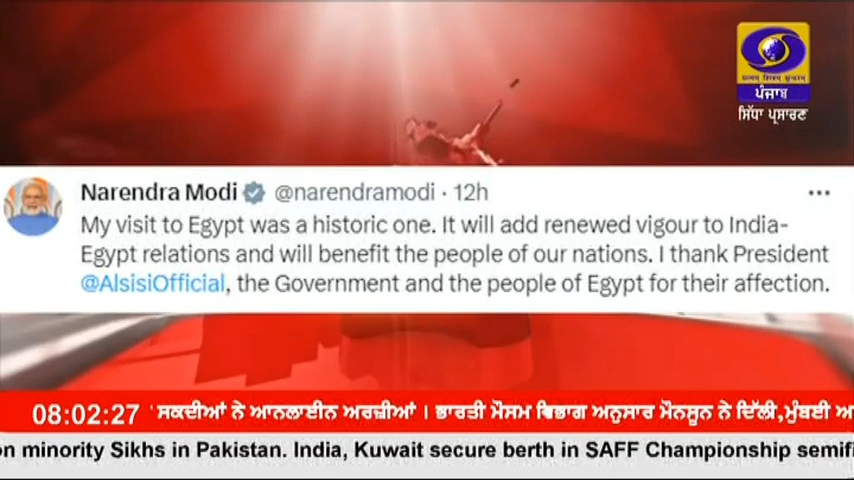 ਪੰਜਾਬ
ਸਿੱਧਾ ਪ੍ਰਸਾਰਣ
Narendra Modi @narendramodi · 12h
My visit to Egypt was a historic one. It will add renewed vigour to India-
Egypt relations and will benefit the people of our nations. I thank President
@AlsisiOfficial, the Government and the people of Egypt for their affection.
08:02:27 ਸਕਦੀਆਂ ਨੇ ਆਨਲਾਈਨ ਅਰਜ਼ੀਆਂ । ਭਾਰਤੀ ਮੌਸਮ ਵਿਭਾਗ ਅਨੁਸਾਰ ਮੌਨਸੂਨ ਨੇ ਦਿੱਲੀ,ਮੁੰਬਈ ਅ
on minority Sikhs in Pakistan. India, Kuwait secure berth in SAFF Championship semifi